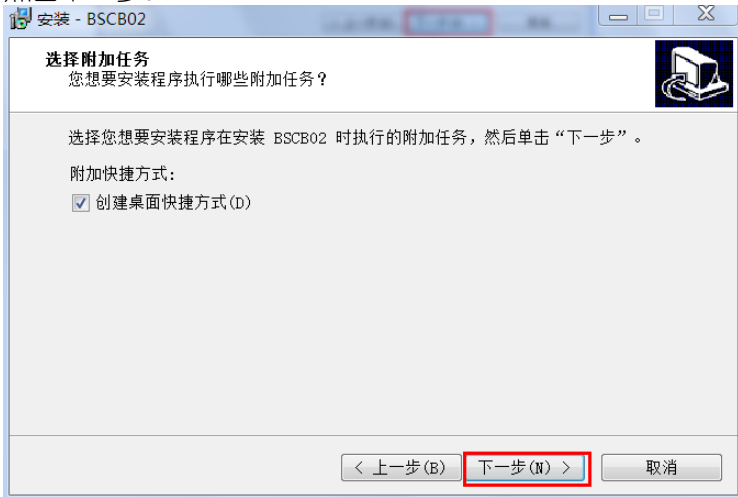 安装 - BSCB02
选择附加任务
您想要安装程序执行哪些附加任务？
选择您想要安装程序在安装 BSCB02 时执行的附加任务，然后单击“下一步”。
附加快捷方式:
创建桌面快捷方式(D)
< 上一步(B)
下一步(N) >
取消